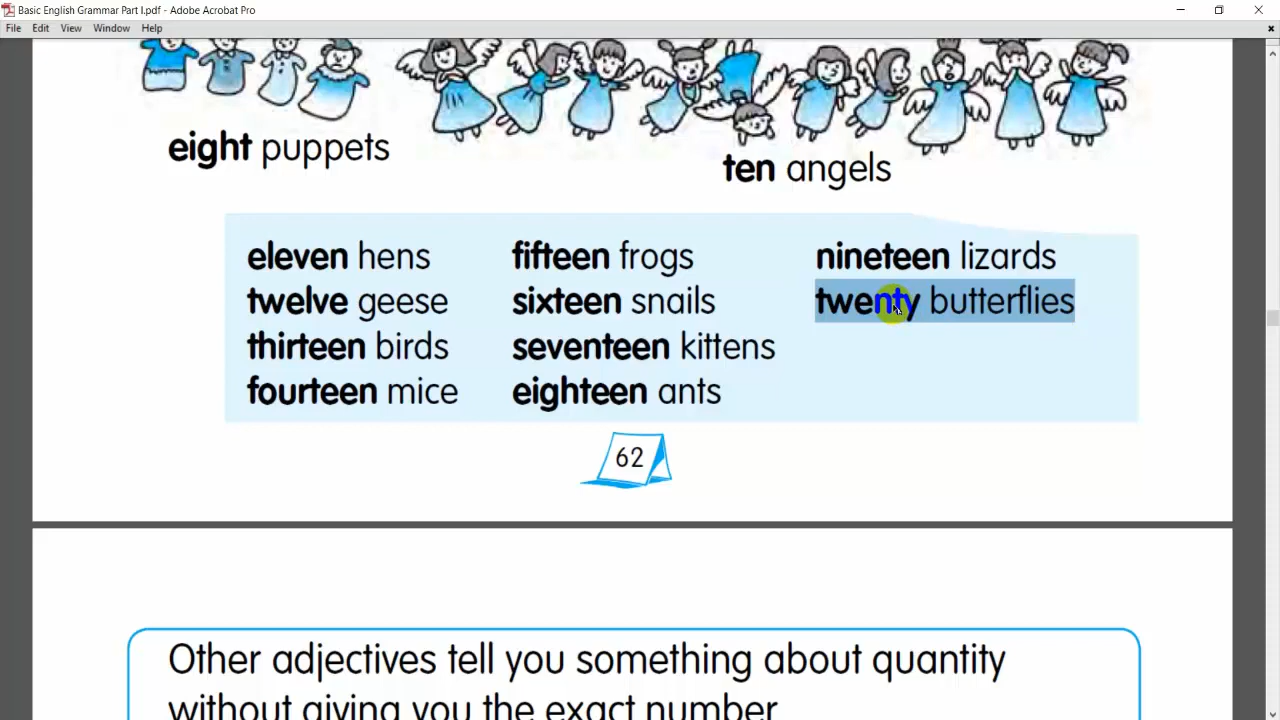 Basic English Grammar Part I.pdf - Adobe Acrobat Pro
File Edit View Window Help
eight puppets
ten angels
eleven hens
twelve geese
thirteen birds
fourteen mice
fifteen frogs
sixteen snails
seventeen kittens
eighteen ants
nineteen lizards
twenty butterflies
62
Other adjectives tell you something about quantity
without giving you the exact number